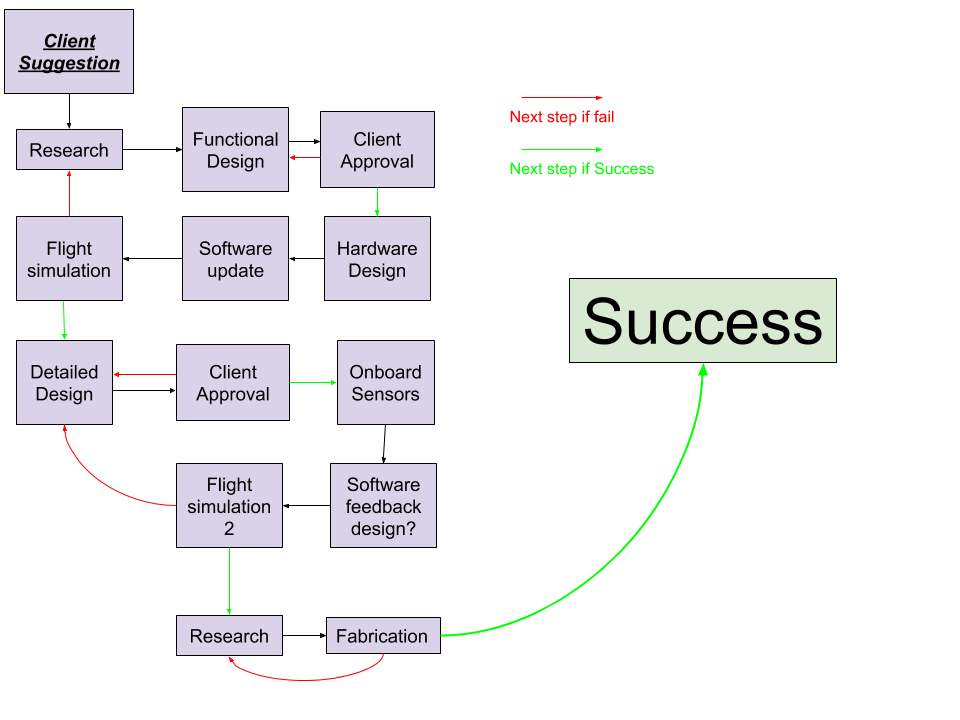 Client
Suggestion
Research
Functional
Design
Client
Approval
Next step if fail
Next step if Success
Flight
simulation
Software
update
Hardware
Design
Success
Detailed
Design
Client
Approval
Onboard
Sensors
Flight
simulation
2
Software
feedback
design?
Research
Fabrication